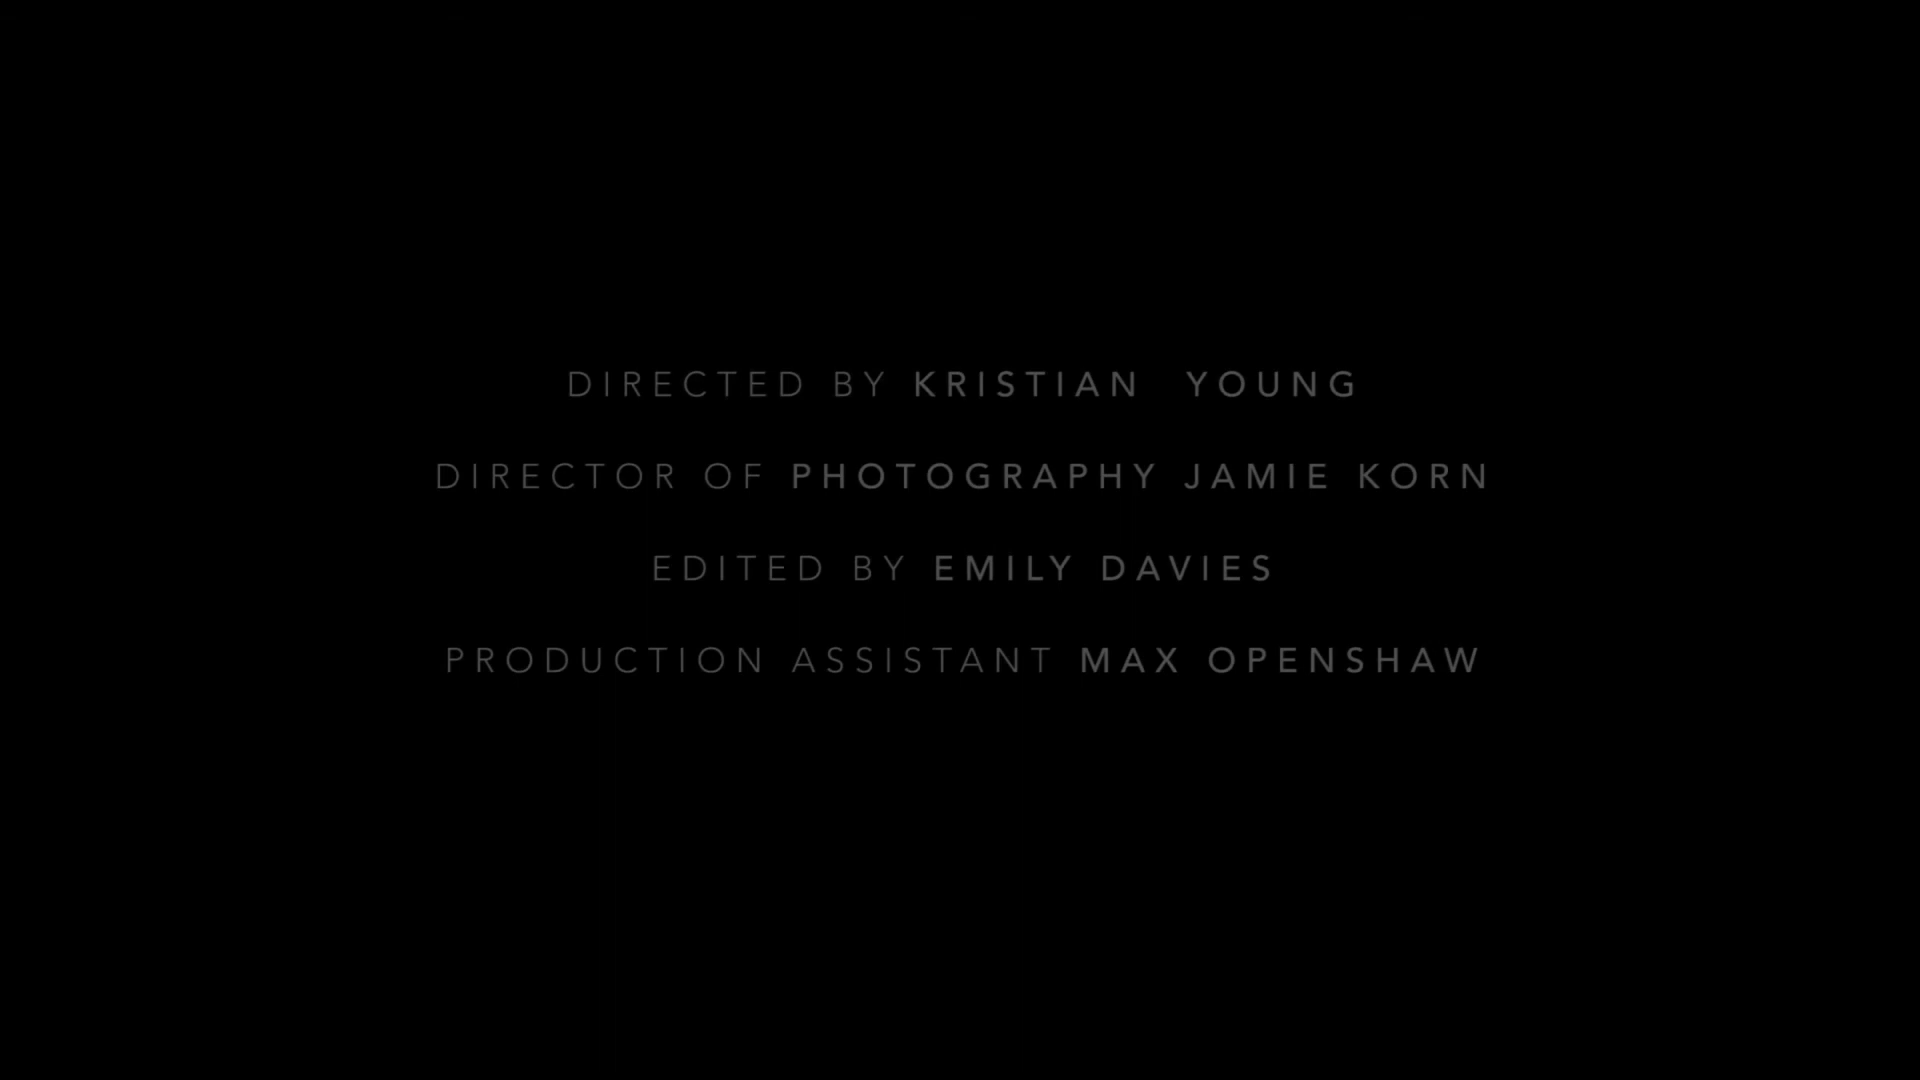 DIRECTED BY KRISTIAN  YOUNG
DIRECTOR OF PHOTOGRAPHY JAMIE KORN
EDITED BY EMILY DAVIES
PRODUCTION ASSISTANT MAX OPENSHAW